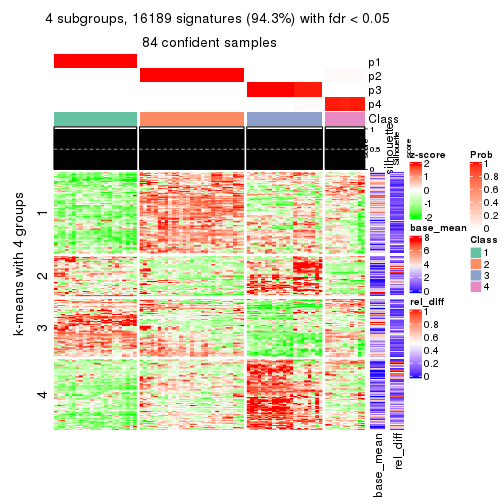 4 subgroups, 16189 signatures (94.3%) with fdr < 0.05
84 confident samples
p1
p2
p3
p4
Class
1
0.5
0
silhouette
Silhouette
score
k-means with 4 groups
1
2
3
4
base_mean
rel_diff
z-score
2
1
0
-1
-2
base_mean
8
6
4
2
0
rel_diff
1
0.8
0.6
0.4
0.2
0
Prob
1
0.8
0.6
0.4
0.2
0
Class
1
2
3
4